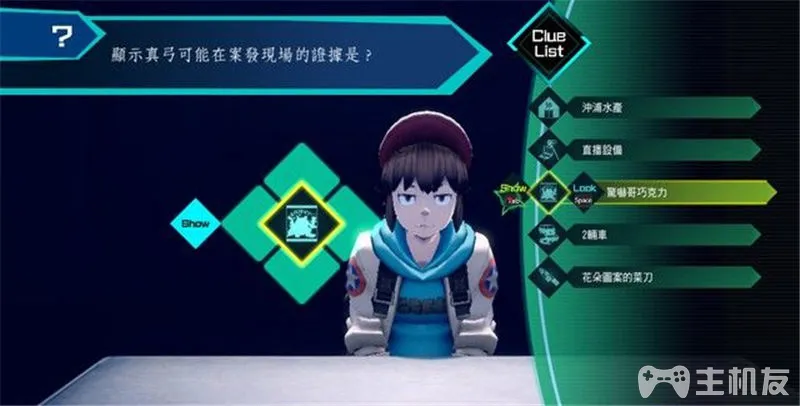 ?
顯示真弓可能在案發現場的證據是？
Clue
List
沖浦水產
直播設備
Show
Tab
Look
Space
驚嚇哥巧克力
2輛車
花朵圖案的菜刀
Show
主机友